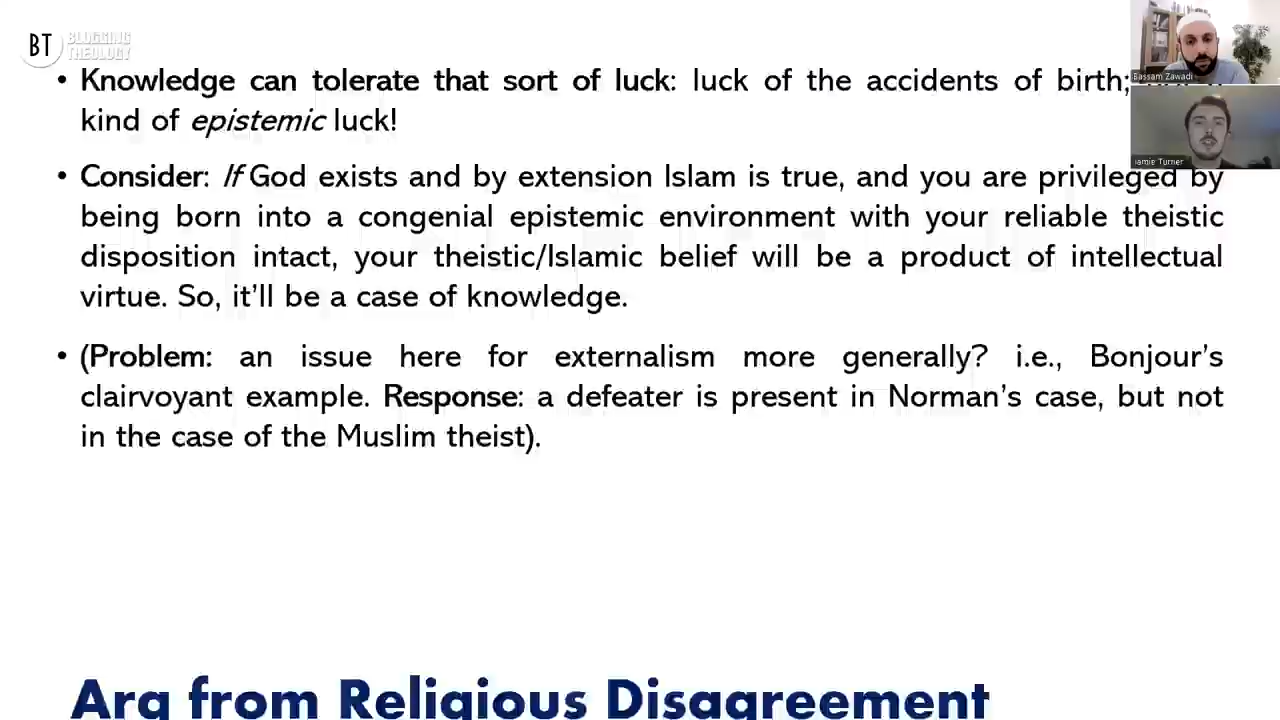 BT BLOGGING
THEOLOGY
Bassam Zawadi
amie Turner
• Knowledge can tolerate that sort of luck: luck of the accidents of birth;
kind of epistemic luck!
• Consider: If God exists and by extension Islam is true, and you are privileged by
being born into a congenial epistemic environment with your reliable theistic
disposition intact, your theistic/Islamic belief will be a product of intellectual
virtue. So, it'll be a case of knowledge.
• (Problem: an issue here for externalism more generally? i.e., Bonjour's
clairvoyant example. Response: a defeater is present in Norman's case, but not
in the case of the Muslim theist).
Arg from Religious Disagreement